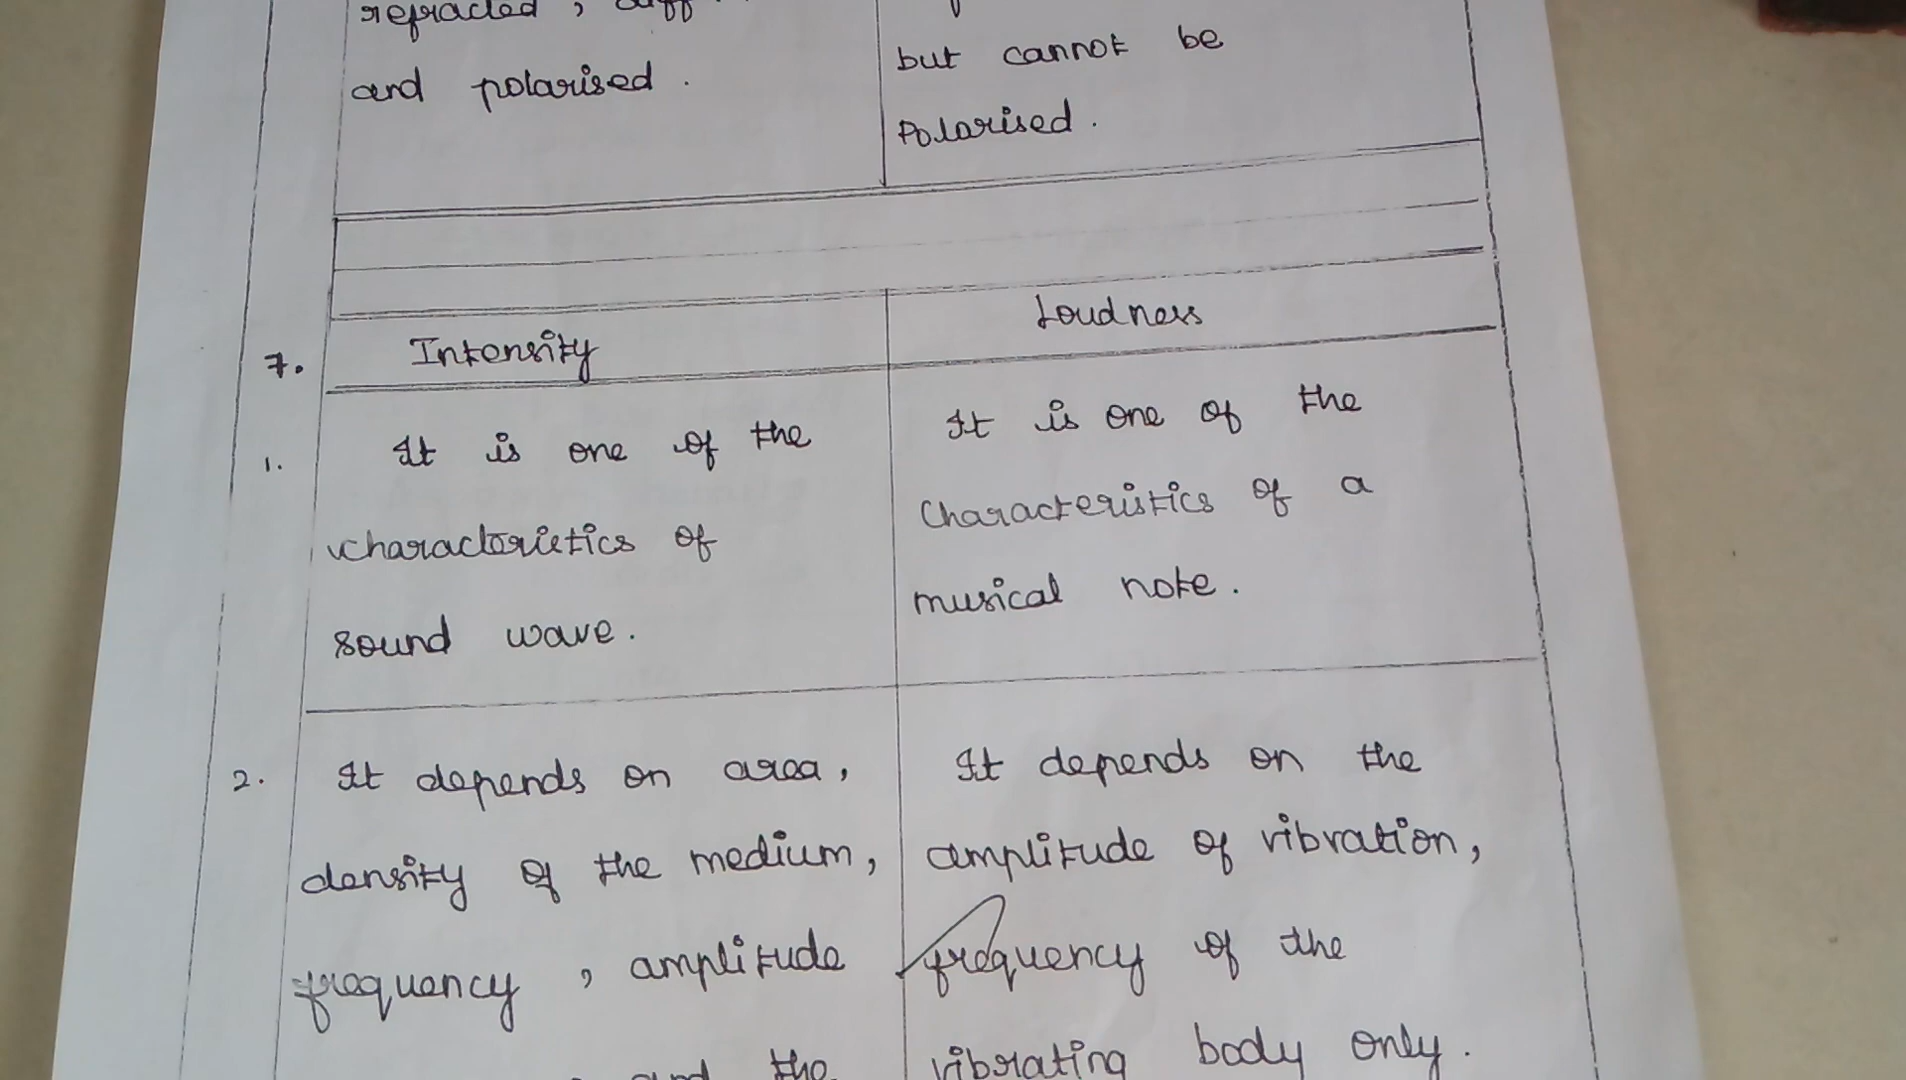 refracted,
and polarised.
but cannot be
Polarised.
7. Intensity
Loudness
1. It is one of the
characteristics of
sound wave.
It is one of the
Characteristics of a
musical note.
2. It depends on area,
density of the medium,
frequency, amplitude
and the
It depends on the
amplitude of vibration,
frequency of the
vibrating body only.